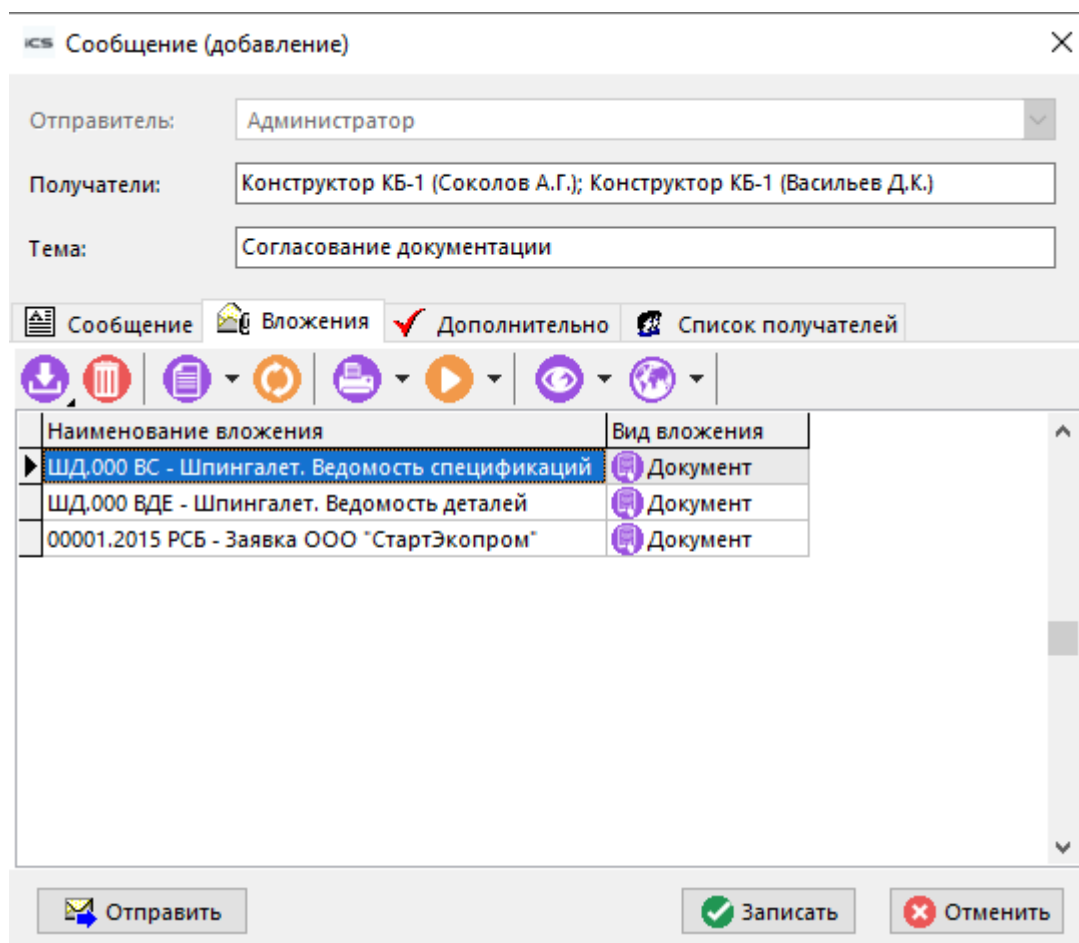 iCS Сообщение (добавление)
Отправитель: Администратор
Получатели: Конструктор КБ-1 (Соколов А.Г.); Конструктор КБ-1 (Васильев Д.К.)
Тема: Согласование документации
Сообщение Вложения Дополнительно Список получателей
Наименование вложения Вид вложения
ШД.000 ВС - Шпингалет. Ведомость спецификаций Документ
ШД.000 ВДЕ - Шпингалет. Ведомость деталей Документ
00001.2015 РСБ - Заявка ООО "СтартЭкопром" Документ
Отправить Записать Отменить